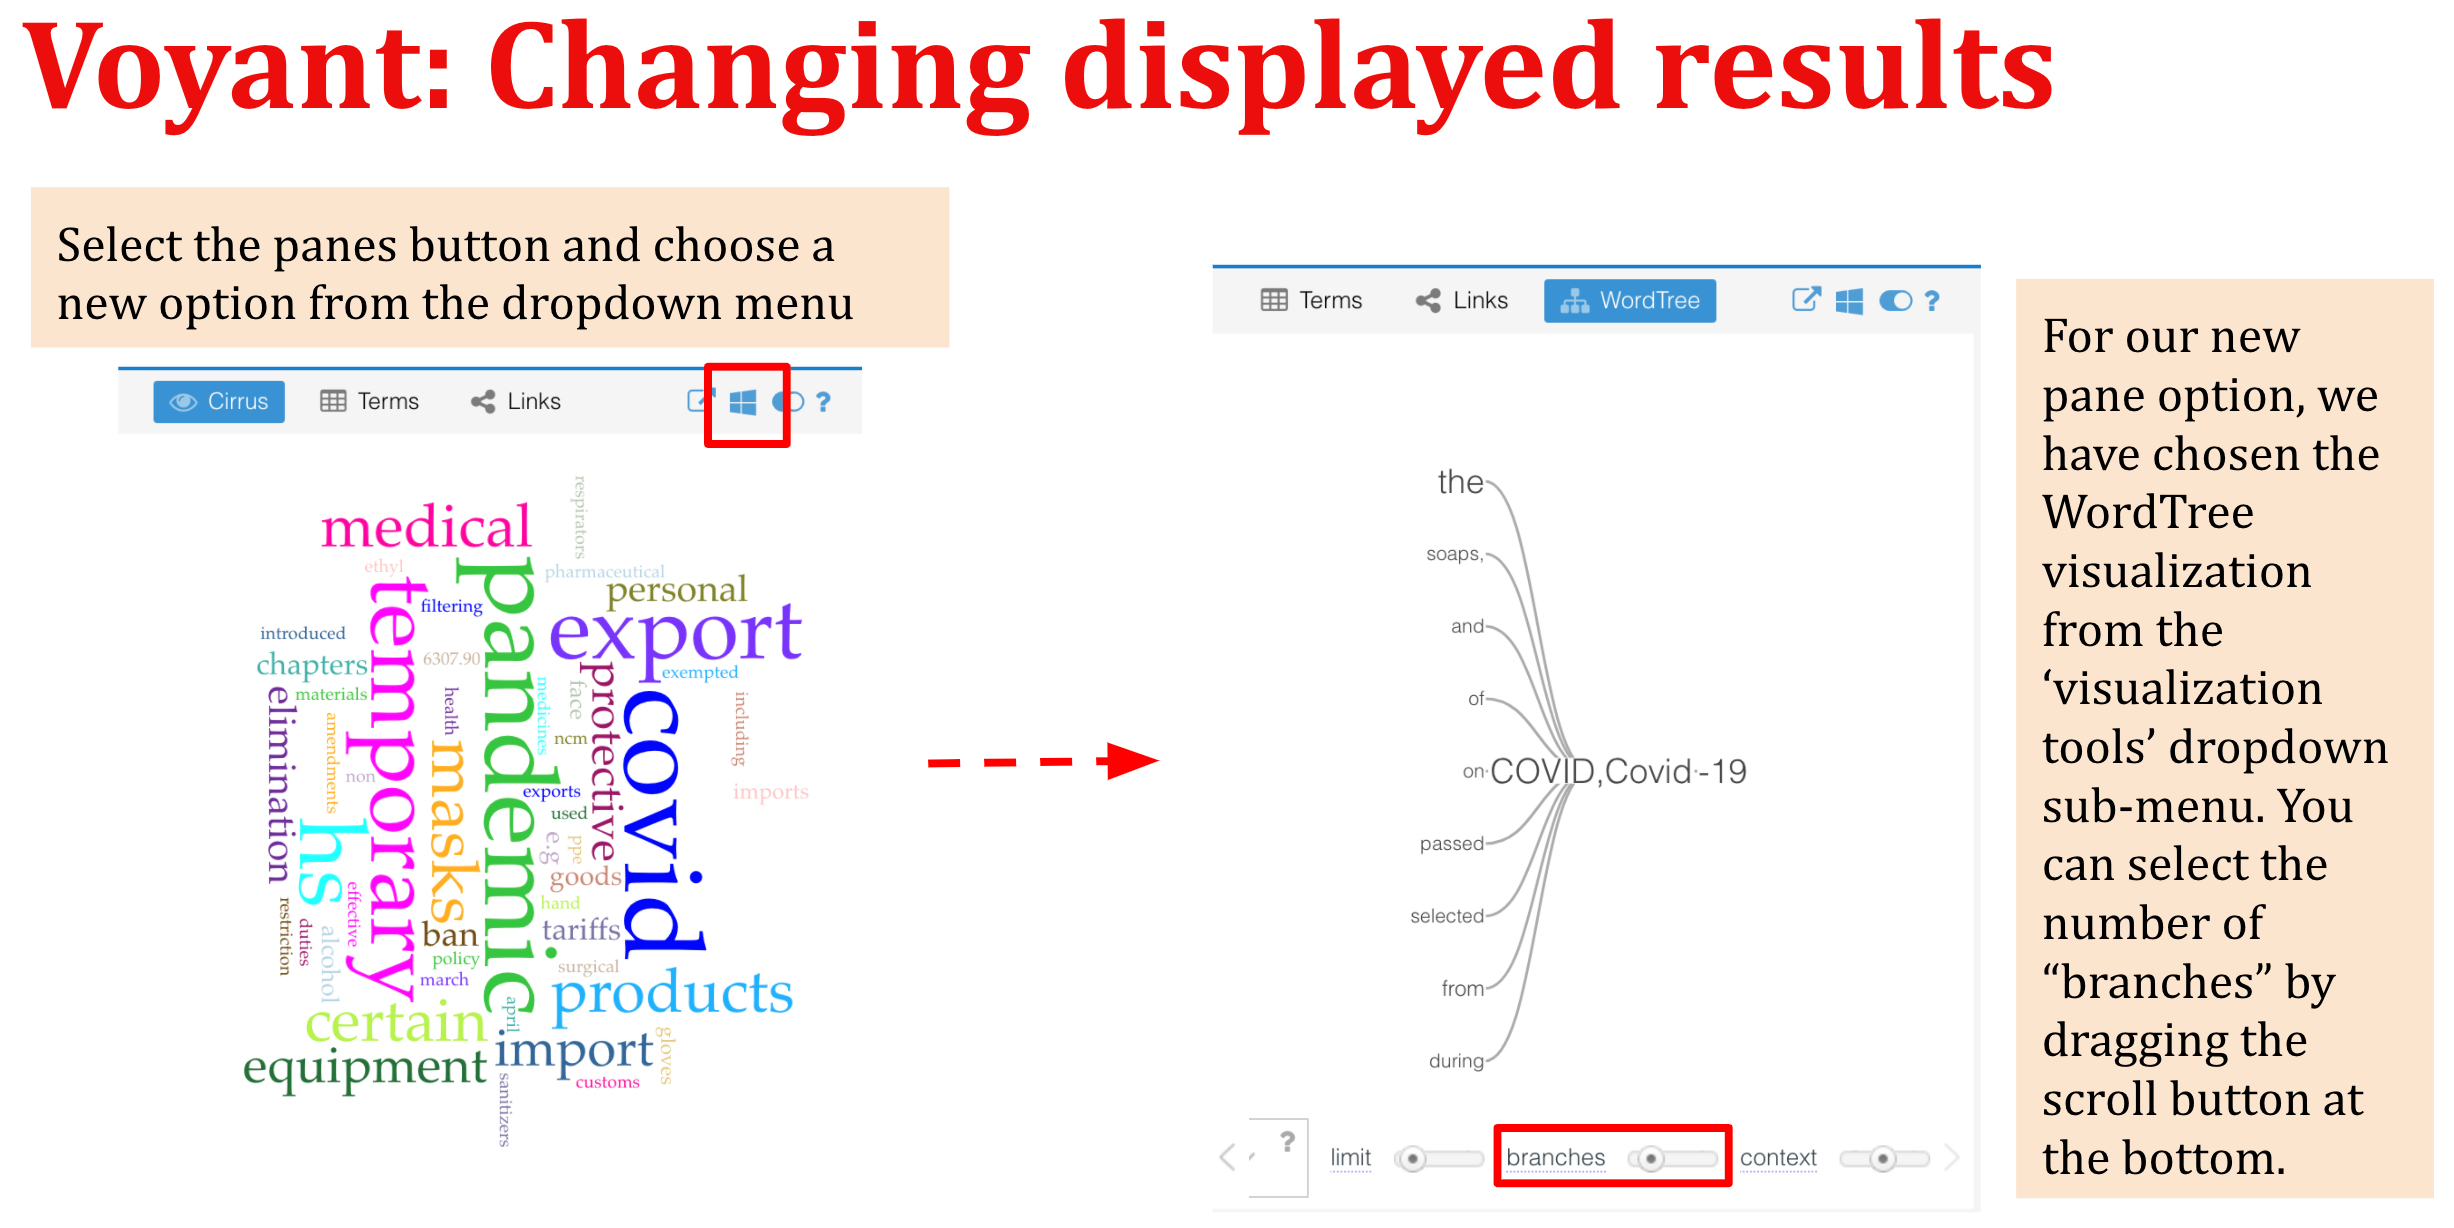 Voyant: Changing displayed results
Select the panes button and choose a
new option from the dropdown menu
Cirrus Terms Links ?
respirators
medical
ethyl
pharmaceutical
temporary
pandemic
personal
filtering
export
introduced
chapters
6307.90
protective
exempted
elimination
materials
health
medicines
face
covid
including
amendments
masks
ncm
non
exports
imports
used
hs
e.g
ppe
goods
effective
hand
restriction
duties
alcohol
ban
tariffs
policy
surgical
march
products
certain
april
import
gloves
equipment
customs
sanitizers
Terms Links WordTree ?
the
soaps,
and
of
on COVID,Covid -19
passed
selected
from
during
? limit branches context
For our new
pane option, we
have chosen the
WordTree
visualization
from the
‘visualization
tools’ dropdown
sub-menu. You
can select the
number of
“branches” by
dragging the
scroll button at
the bottom.